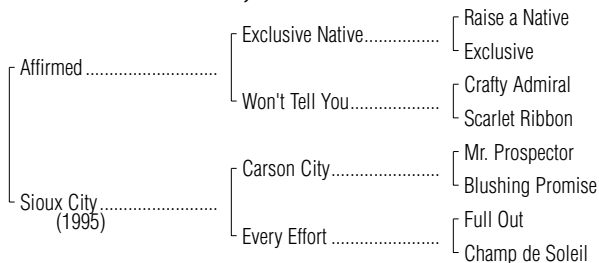 Raise a Native
Exclusive Native................
Exclusive
Affirmed ............................
Crafty Admiral
Won't Tell You...................
Scarlet Ribbon
Mr. Prospector
Carson City.......................
Blushing Promise
Sioux City.........................
(1995)
Full Out
Every Effort .......................
Champ de Soleil